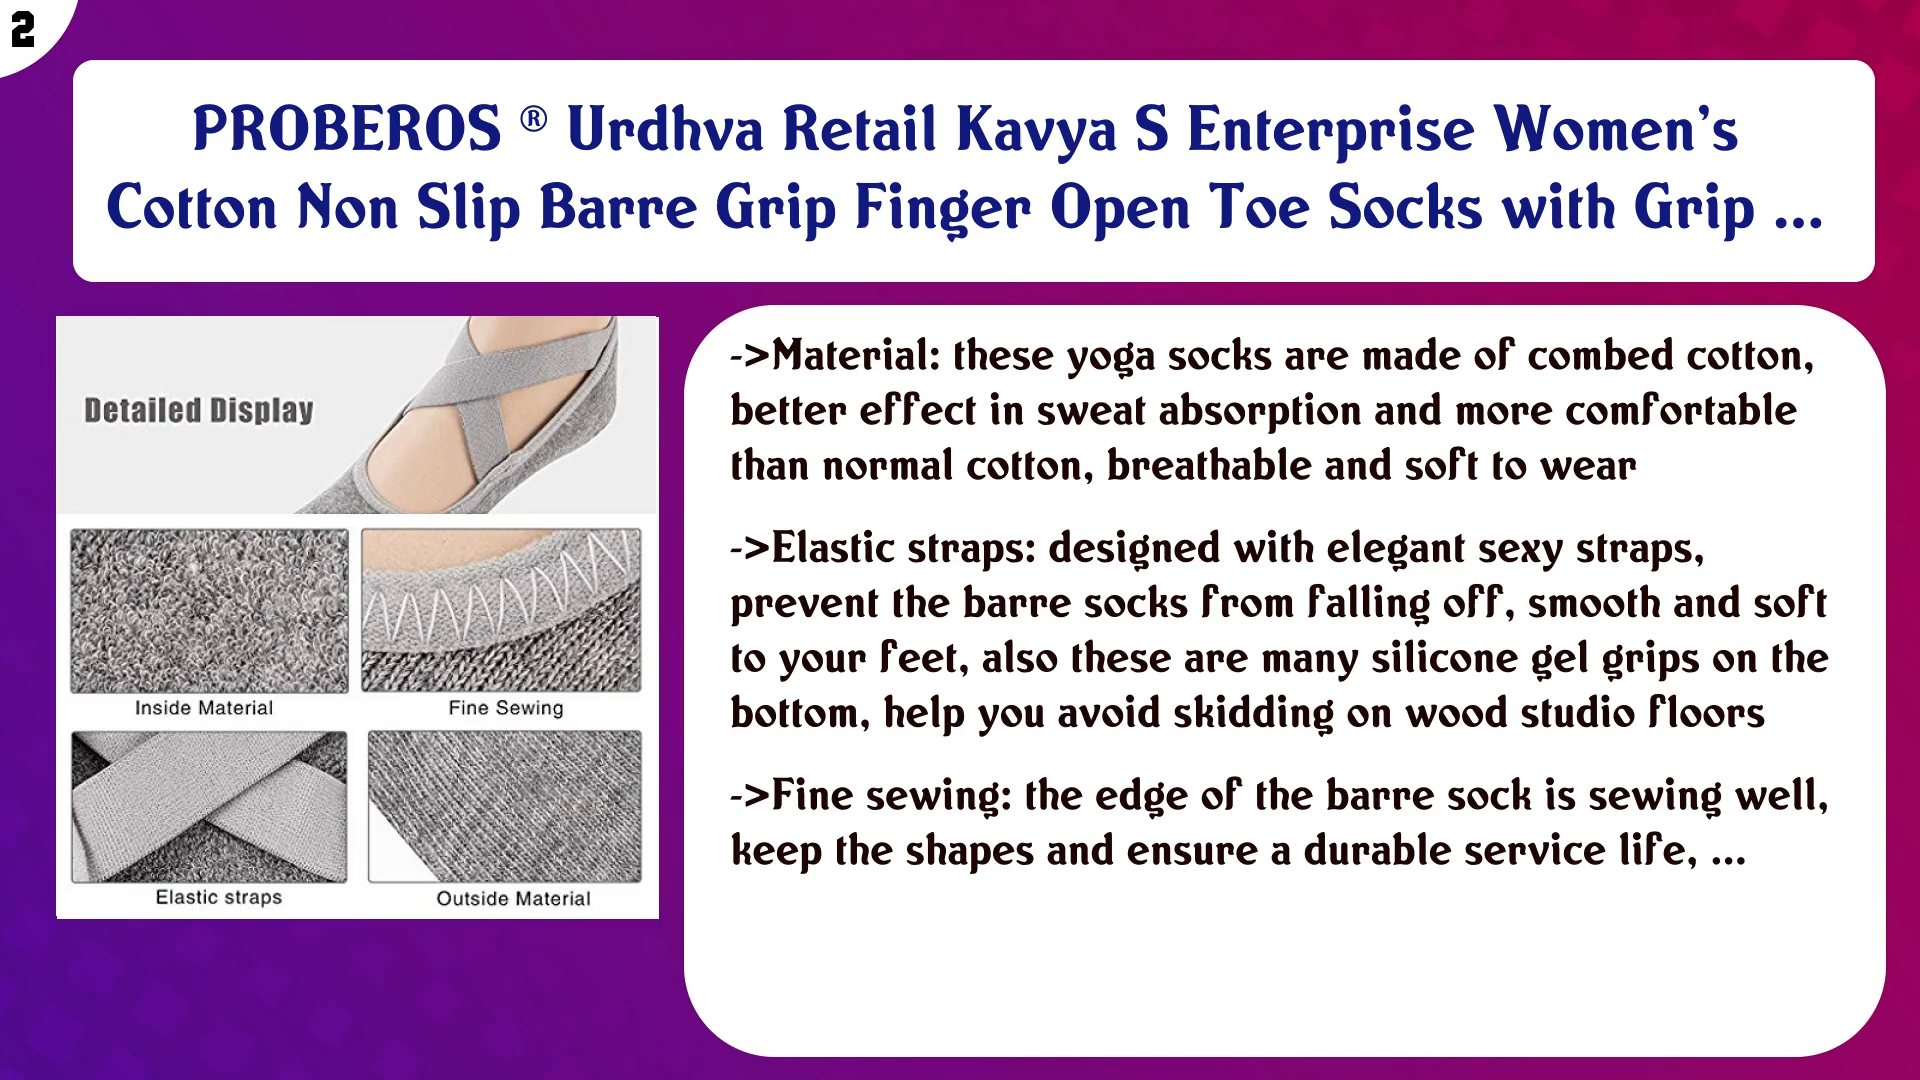 2
PROBEROS ® Urdhva Retail Kavya S Enterprise Women's
Cotton Non Slip Barre Grip Finger Open Toe Socks with Grip ...
Detailed Display
Inside Material
Fine Sewing
Elastic straps
Outside Material
->Material: these yoga socks are made of combed cotton,
better effect in sweat absorption and more comfortable
than normal cotton, breathable and soft to wear
->Elastic straps: designed with elegant sexy straps,
prevent the barre socks from falling off, smooth and soft
to your feet, also these are many silicone gel grips on the
bottom, help you avoid skidding on wood studio floors
->Fine sewing: the edge of the barre sock is sewing well,
keep the shapes and ensure a durable service life, ...